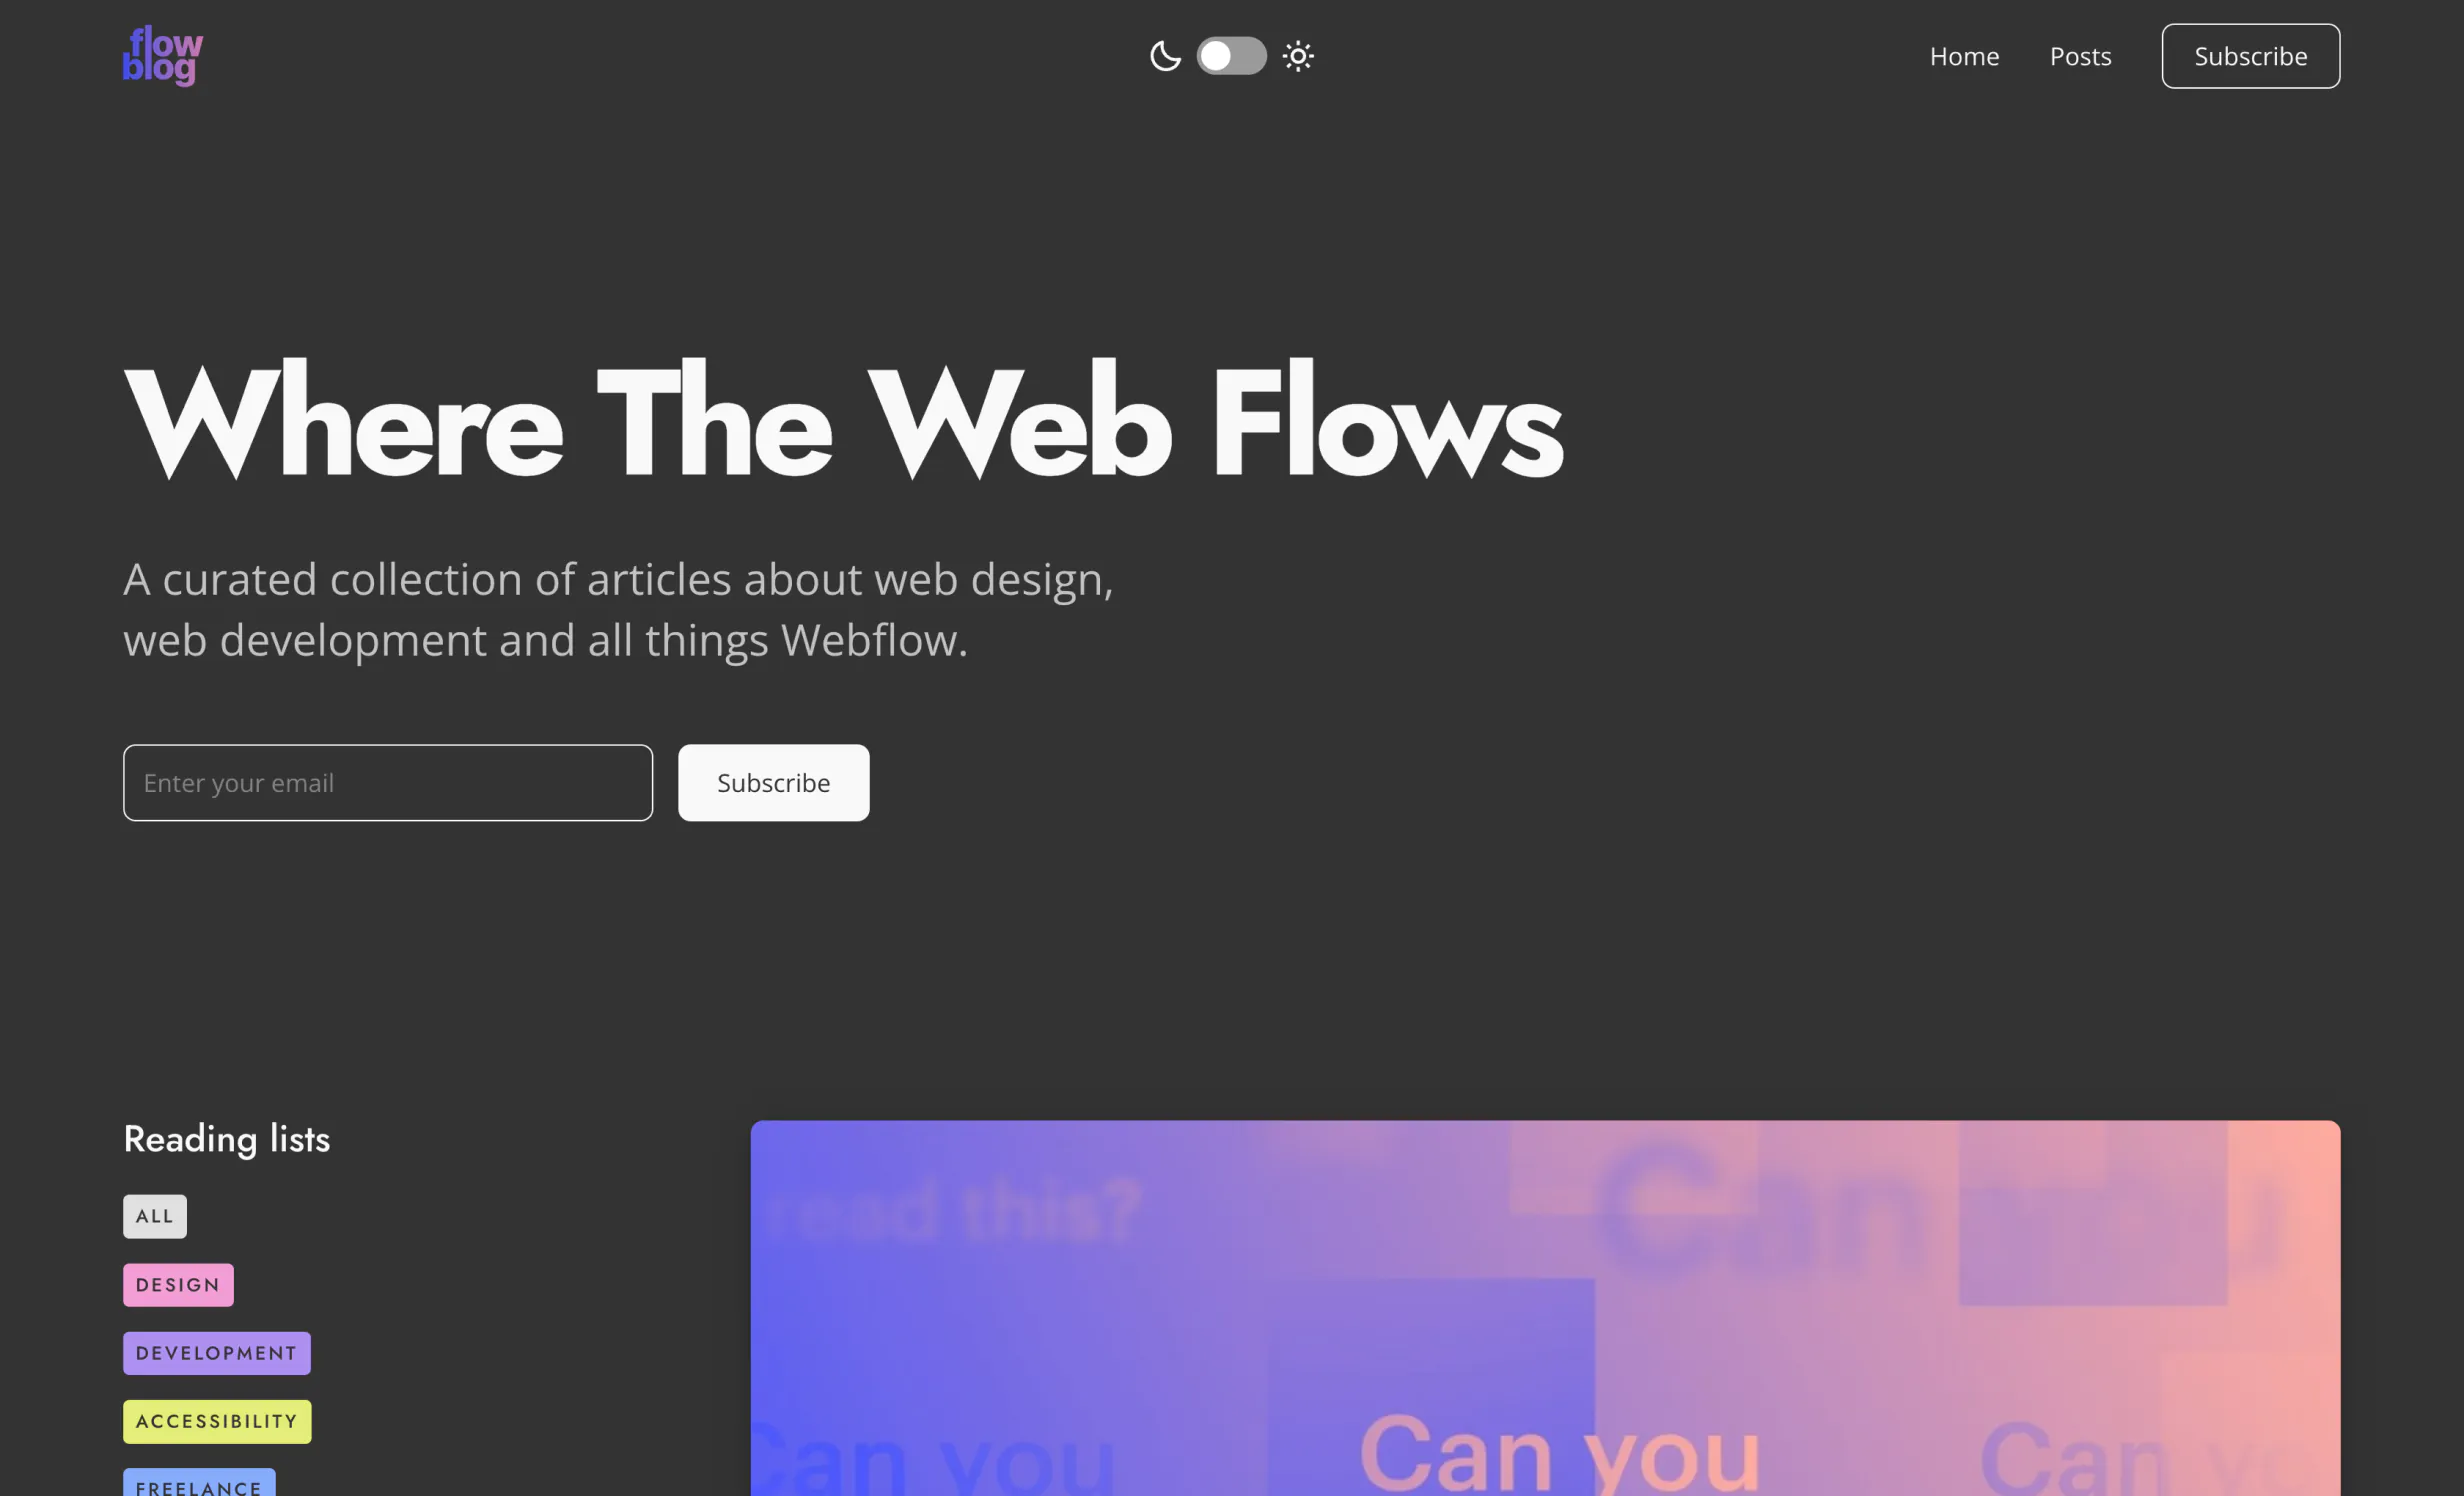 flow
blog
Home
Posts
Subscribe
Where The Web Flows
A curated collection of articles about web design,
web development and all things Webflow.
Enter your email
Subscribe
Reading lists
ALL
DESIGN
DEVELOPMENT
ACCESSIBILITY
FREELANCE
read this?
Can you
Can you
Can you
Can yo